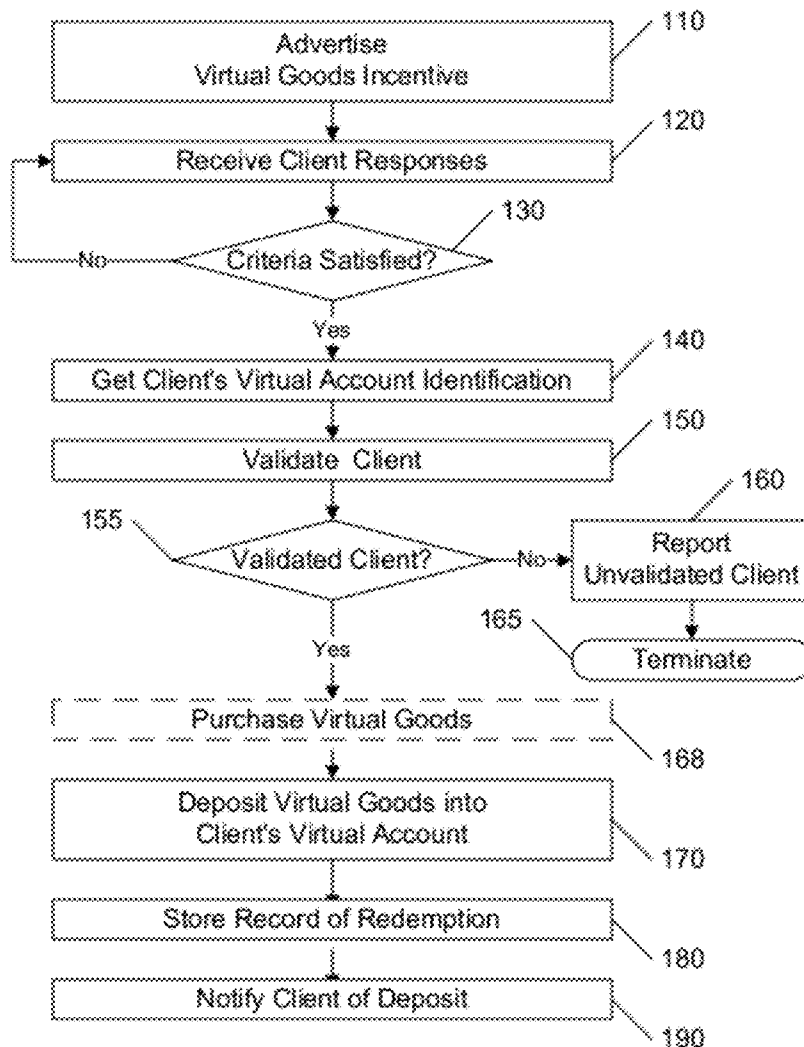 110
Advertise
Virtual Goods Incentive
120
Receive Client Responses
130
No
Criteria Satisfied?
Yes
140
Get Client's Virtual Account Identification
150
Validate Client
160
155
Validated Client?
No
Report
Unvalidated Client
165
Yes
Terminate
Purchase Virtual Goods
168
Deposit Virtual Goods into
Client's Virtual Account
170
Store Record of Redemption
180
Notify Client of Deposit
190